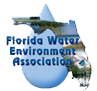 Florida Water
Environment
Association